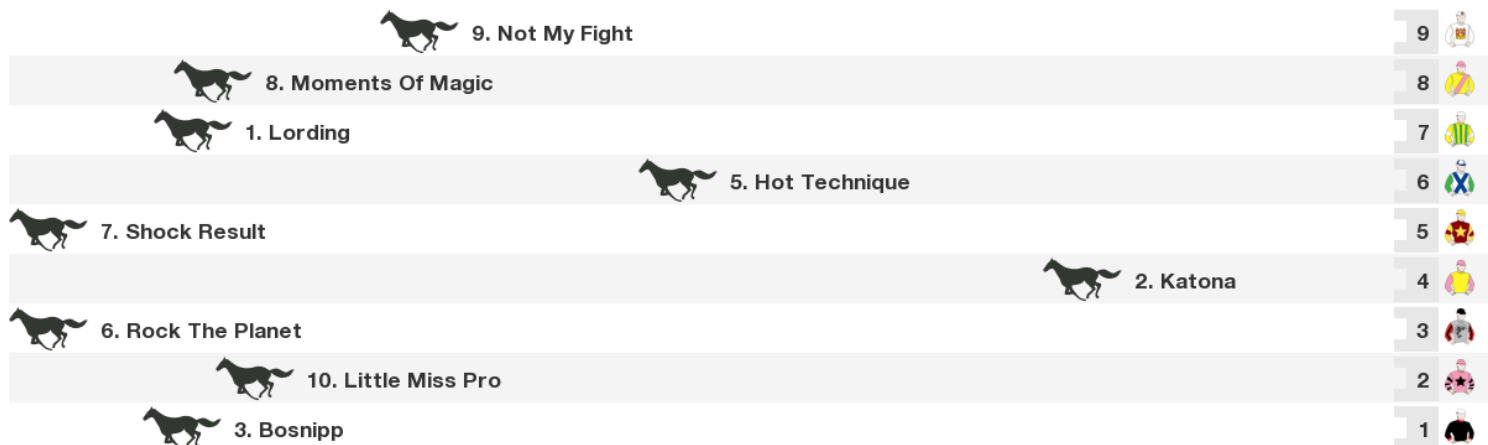 9. Not My Fight 9
8. Moments Of Magic 8
1. Lording 7
5. Hot Technique 6
7. Shock Result 5
2. Katona 4
6. Rock The Planet 3
10. Little Miss Pro 2
3. Bosnipp 1